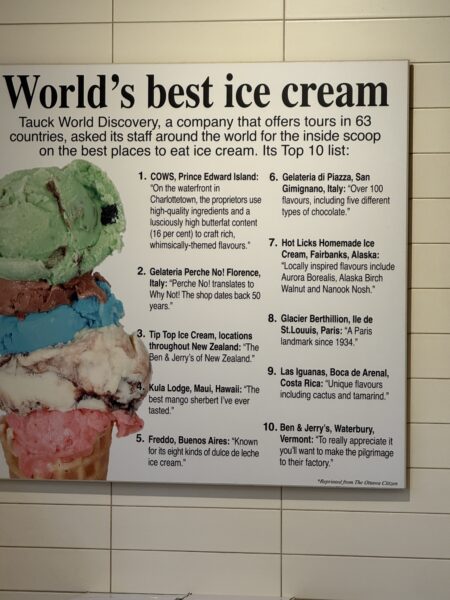 World's best ice cream
Tauck World Discovery, a company that offers tours in 63
countries, asked its staff around the world for the inside scoop
on the best places to eat ice cream. Its Top 10 list:
1. COWS, Prince Edward Island:
"On the waterfront in
Charlottetown, the proprietors use
high-quality ingredients and a
lusciously high butterfat content
(16 per cent) to craft rich,
whimsically-themed flavours."
2. Gelateria Perche No! Florence,
Italy: "Perche No! translates to
Why Not! The shop dates back 50
years."
3. Tip Top Ice Cream, locations
throughout New Zealand: "The
Ben & Jerry's of New Zealand."
4. Kula Lodge, Maui, Hawaii: "The
best mango sherbert I've ever
tasted."
5. Freddo, Buenos Aires: "Known
for its eight kinds of dulce de leche
ice cream."
6. Gelateria di Piazza, San
Gimignano, Italy: "Over 100
flavours, including five different
types of chocolate."
7. Hot Licks Homemade Ice
Cream, Fairbanks, Alaska:
"Locally inspired flavours include
Aurora Borealis, Alaska Birch
Walnut and Nanook Nosh."
8. Glacier Berthillion, Ile de
St.Louuis, Paris: "A Paris
landmark since 1934."
9. Las Iguanas, Boca de Arenal,
Costa Rica: "Unique flavours
including cactus and tamarind."
10. Ben & Jerry's, Waterbury,
Vermont: "To really appreciate it
you'll want to make the pilgrimage
to their factory."
*Reprinted from The Ottawa Citizen